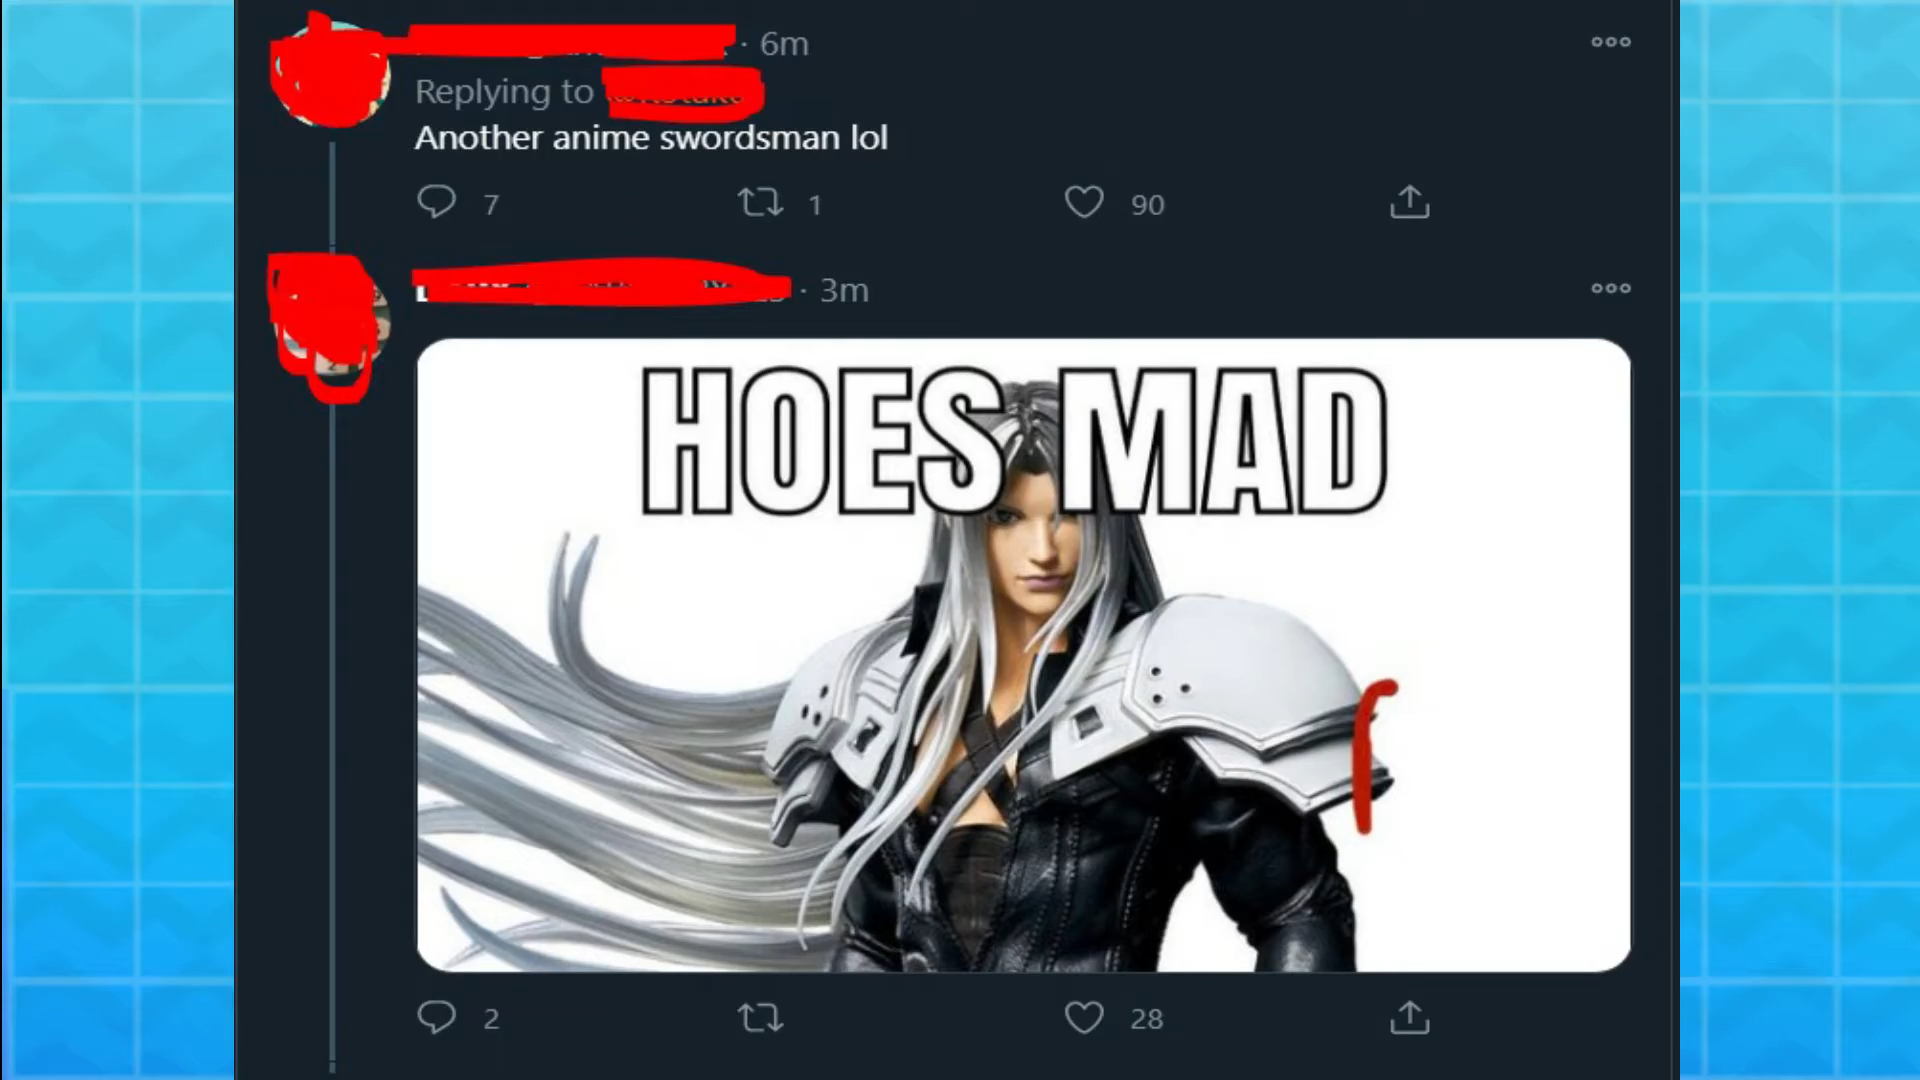 · 6m
Replying to
Another anime swordsman lol
7 1 90
· 3m
HOES MAD
2 28